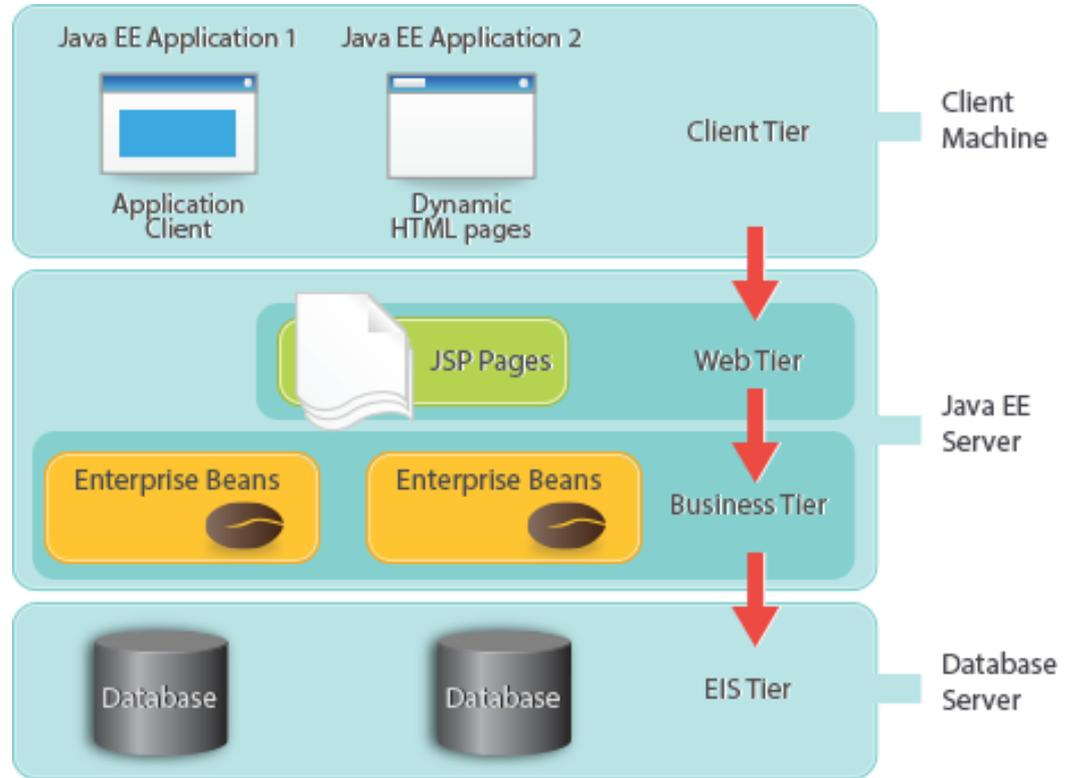 Java EE Application 1
Java EE Application 2
Application
Client
Dynamic
HTML pages
Client Tier
Client
Machine
JSP Pages
Web Tier
Java EE
Server
Enterprise Beans
Enterprise Beans
Business Tier
Database
Database
EIS Tier
Database
Server